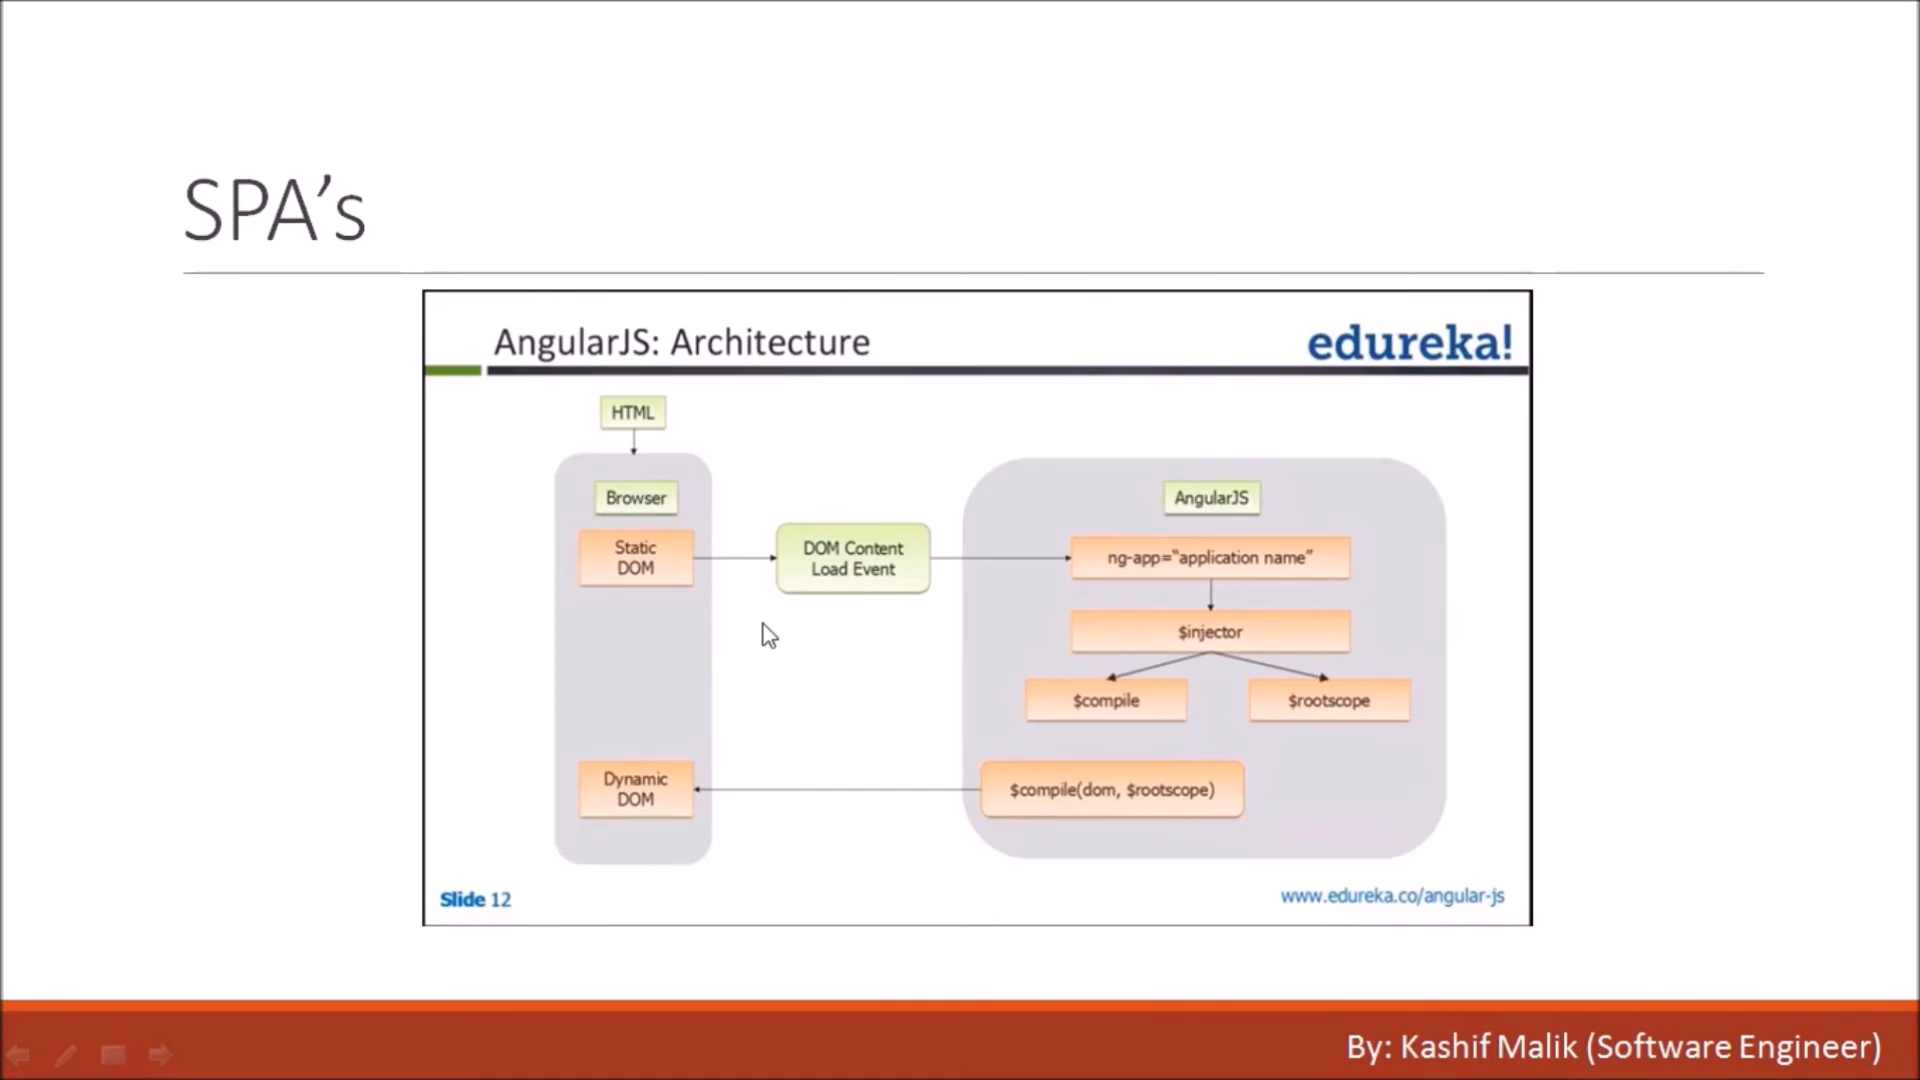 SPA’s
AngularJS: Architecture
edureka!
HTML
Browser
AngularJS
Static
DOM
DOM Content
Load Event
ng-app=“application name”
$injector
$compile
$rootscope
Dynamic
DOM
$compile(dom, $rootscope)
Slide 12
www.edureka.co/angular-js
By: Kashif Malik (Software Engineer)